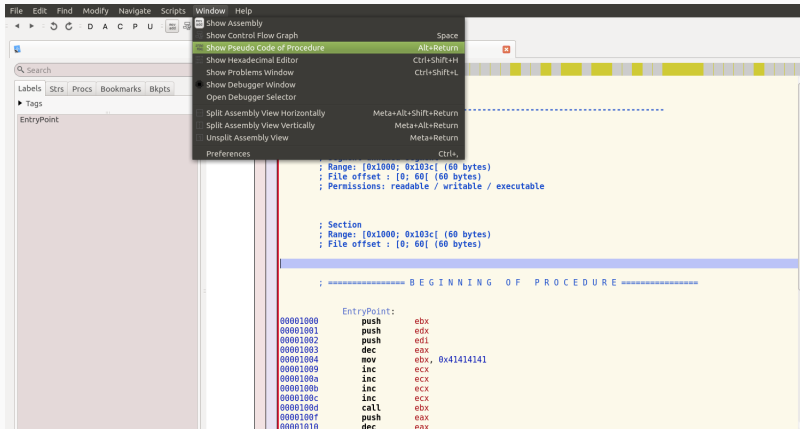 File Edit Find Modify Navigate Scripts Window Help
D A C P U
Show Assembly
Show Control Flow Graph Space
Show Pseudo Code of Procedure Alt+Return
Show Hexadecimal Editor Ctrl+Shift+H
Show Problems Window Ctrl+Shift+L
Show Debugger Window
Open Debugger Selector
Split Assembly View Horizontally Meta+Alt+Shift+Return
Split Assembly View Vertically Meta+Alt+Return
Unsplit Assembly View Meta+Return
Preferences Ctrl+,
Search
Labels Strs Procs Bookmarks Bkpts
Tags
EntryPoint
; Range: [0x1000; 0x103c[ (60 bytes)
; File offset : [0; 60[ (60 bytes)
; Permissions: readable / writable / executable
; Section
; Range: [0x1000; 0x103c[ (60 bytes)
; File offset : [0; 60[ (60 bytes)
; ================ B E G I N N I N G   O F   P R O C E D U R E ================
EntryPoint:
00001000 push ebx
00001001 push edx
00001002 push edi
00001003 dec eax
00001004 mov ebx, 0x41414141
00001009 inc ecx
0000100a inc ecx
0000100b inc ecx
0000100c inc ecx
0000100d call ebx
0000100f push eax
00001010 dec eax